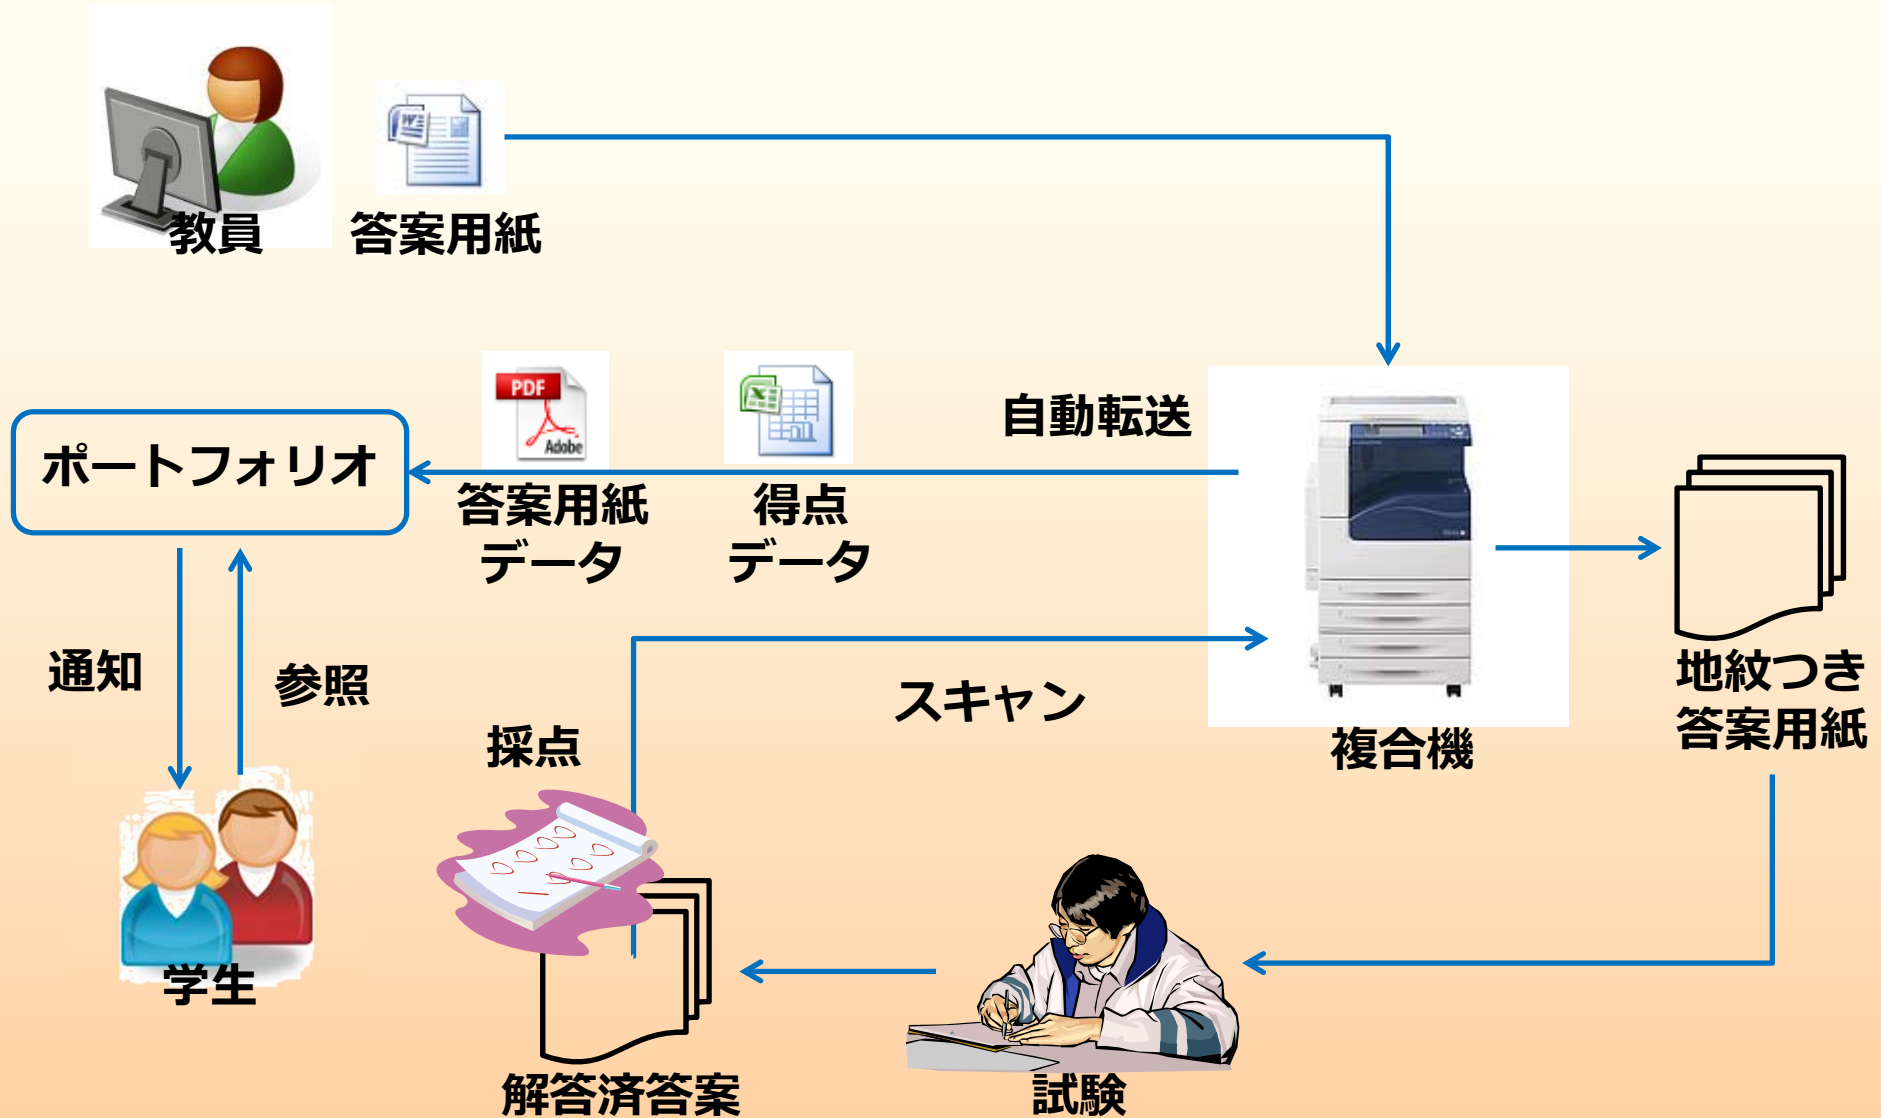 教員
答案用紙
PDF
Adobe
自動転送
ポートフォリオ
答案用紙
データ
得点
データ
通知
参照
スキャン
採点
複合機
地紋つき
答案用紙
学生
解答済答案
試験